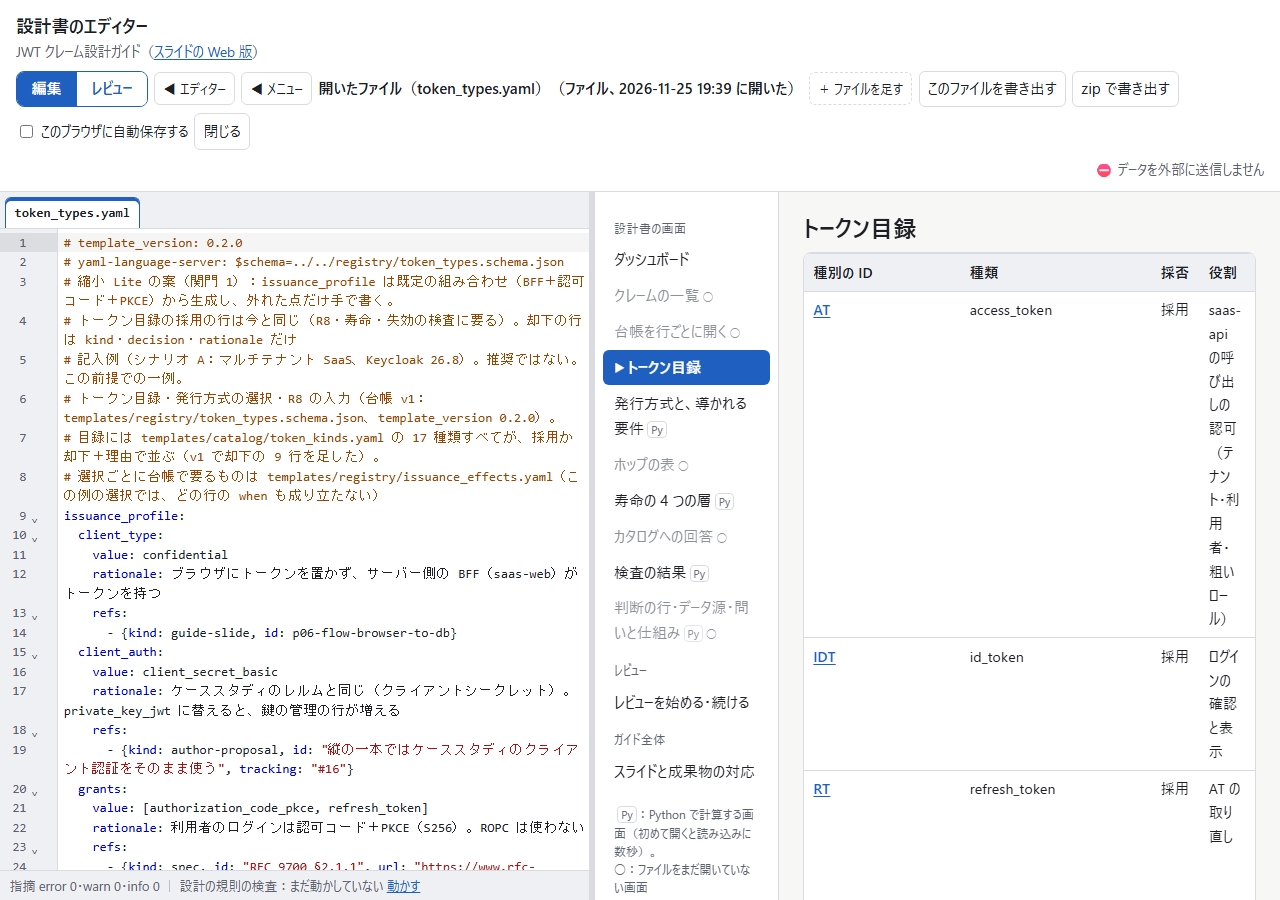 設計書のエディター
JWT クレーム設計ガイド（スライドの Web 版）
編集 レビュー ◀ エディター ◀ メニュー 開いたファイル（token_types.yaml）（ファイル、2026-11-25 19:39 に開いた） ＋ ファイルを足す このファイルを書き出す zip で書き出す
このブラウザに自動保存する 閉じる
⛔ データを外部に送信しません
token_types.yaml
1 # template_version: 0.2.0
2 # yaml-language-server: $schema=../../registry/token_types.schema.json
3 # 縮小 Lite の案（関門 1）：issuance_profile は既定の組み合わせ（BFF＋認可
コード＋PKCE）から生成し、外れた点だけ手で書く。
4 # トークン目録の採用の行は今と同じ（R8・寿命・失効の検査に要る）。却下の行
は kind・decision・rationale だけ
5 # 記入例（シナリオ A：マルチテナント SaaS、Keycloak 26.8）。推奨ではない。
この前提での一例。
6 # トークン目録・発行方式の選択・R8 の入力（台帳 v1：
templates/registry/token_types.schema.json、template_version 0.2.0）。
7 # 目録には templates/catalog/token_kinds.yaml の 17 種類すべてが、採用か
却下＋理由で並ぶ（v1 で却下の 9 行を足した）。
8 # 選択ごとに台帳で要るものは templates/registry/issuance_effects.yaml（こ
の例の選択では、どの行の when も成り立たない）
9 issuance_profile:
10 client_type:
11 value: confidential
12 rationale: ブラウザにトークンを置かず、サーバー側の BFF（saas-web）が
トークンを持つ
13 refs:
14 - {kind: guide-slide, id: p06-flow-browser-to-db}
15 client_auth:
16 value: client_secret_basic
17 rationale: ケーススタディのレルムと同じ（クライアントシークレット）。
private_key_jwt に替えると、鍵の管理の行が増える
18 refs:
19 - {kind: author-proposal, id: "縦の一本ではケーススタディのクライア
ント認証をそのまま使う", tracking: "#16"}
20 grants:
21 value: [authorization_code_pkce, refresh_token]
22 rationale: 利用者のログインは認可コード＋PKCE（S256）。ROPC は使わない
23 refs:
24 - {kind: spec, id: "RFC 9700 §2.1.1", url: "https://www.rfc-
指摘 error 0・warn 0・info 0 | 設計の規則の検査：まだ動かしていない 動かす
設計書の画面
ダッシュボード
クレームの一覧 ○
台帳を行ごとに開く ○
▶ トークン目録
発行方式と、導かれる
要件 Py
ホップの表 ○
寿命の 4 つの層 Py
カタログへの回答 ○
検査の結果 Py
判断の行・データ源・問
いと仕組み Py ○
レビュー
レビューを始める・続ける
ガイド全体
スライドと成果物の対応
Py：Python で計算する画
面（初めて開くと読み込みに
数秒）。
○：ファイルをまだ開いていな
い画面
トークン目録
種別の ID 種類 採否 役割
AT access_token 採用 saas-
api
の呼
び出
しの
認可
（テ
ナン
ト・利
用
者・
粗い
ロー
ル）
IDT id_token 採用 ログイ
ンの
確認
と表
示
RT refresh_token 採用 AT の
取り
直し